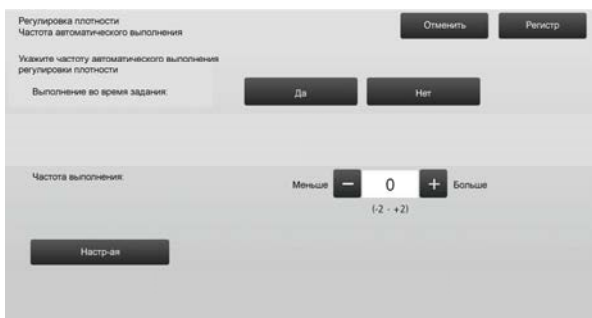 Регулировка плотности
Частота автоматического выполнения
Отменить
Регистр
Укажите частоту автоматического выполнения
регулировки плотности
Выполнение во время задания:
Да
Нет
Частота выполнения:
Меньше − 0 + Больше
(-2 - +2)
Настр-ая